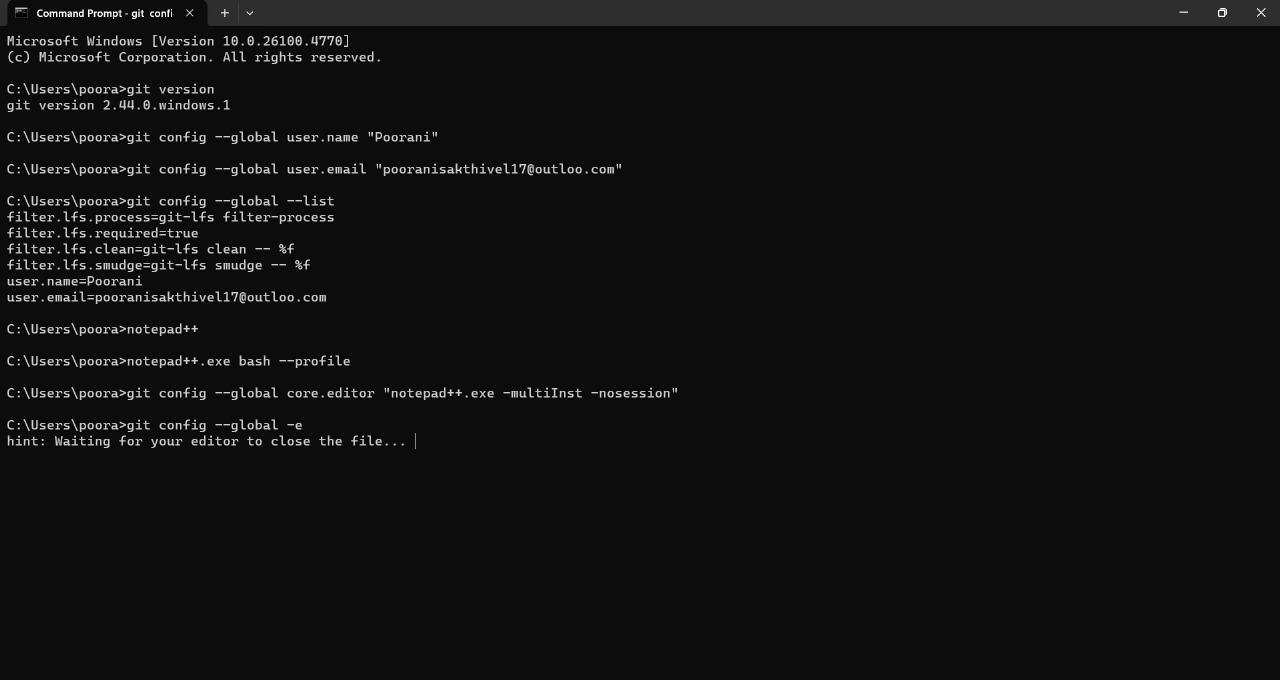 Command Prompt - git confi
Microsoft Windows [Version 10.0.26100.4770]
(c) Microsoft Corporation. All rights reserved.
C:\Users\poora>git version
git version 2.44.0.windows.1
C:\Users\poora>git config --global user.name "Poorani"
C:\Users\poora>git config --global user.email "pooranisakthivel17@outloo.com"
C:\Users\poora>git config --global --list
filter.lfs.process=git-lfs filter-process
filter.lfs.required=true
filter.lfs.clean=git-lfs clean -- %f
filter.lfs.smudge=git-lfs smudge -- %f
user.name=Poorani
user.email=pooranisakthivel17@outloo.com
C:\Users\poora>notepad++
C:\Users\poora>notepad++.exe bash --profile
C:\Users\poora>git config --global core.editor "notepad++.exe -multiInst -nosession"
C:\Users\poora>git config --global -e
hint: Waiting for your editor to close the file...